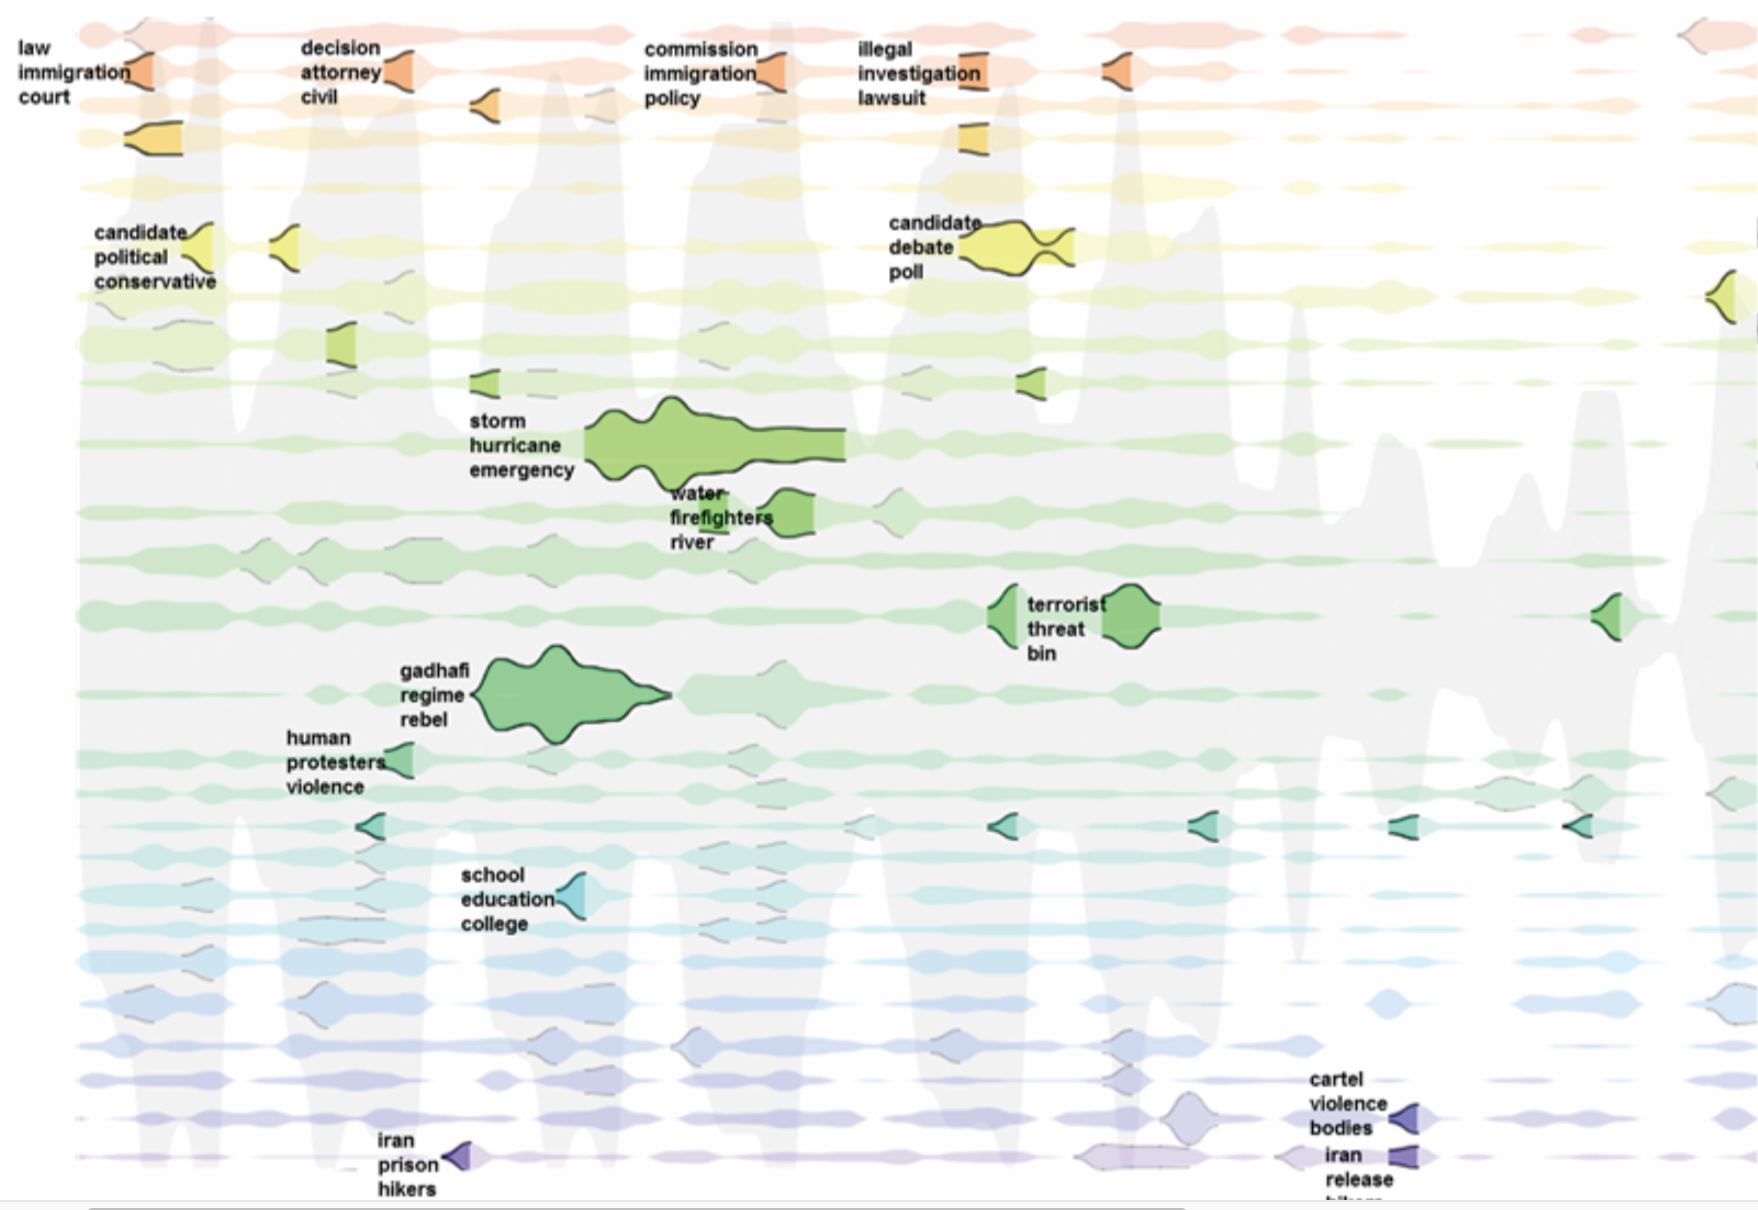 law
immigration
court
decision
attorney
civil
commission
immigration
policy
illegal
investigation
lawsuit
candidate
political
conservative
candidate
debate
poll
storm
hurricane
emergency
water
firefighters
river
terrorist
threat
bin
gadhafi
regime
rebel
human
protesters
violence
school
education
college
cartel
violence
bodies
iran
prison
hikers
iran
release